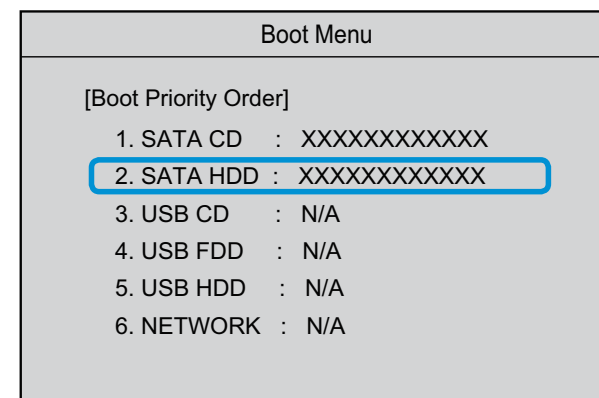 Boot Menu
[Boot Priority Order]
1. SATA CD : XXXXXXXXXXXX
2. SATA HDD : XXXXXXXXXXXX
3. USB CD : N/A
4. USB FDD : N/A
5. USB HDD : N/A
6. NETWORK : N/A